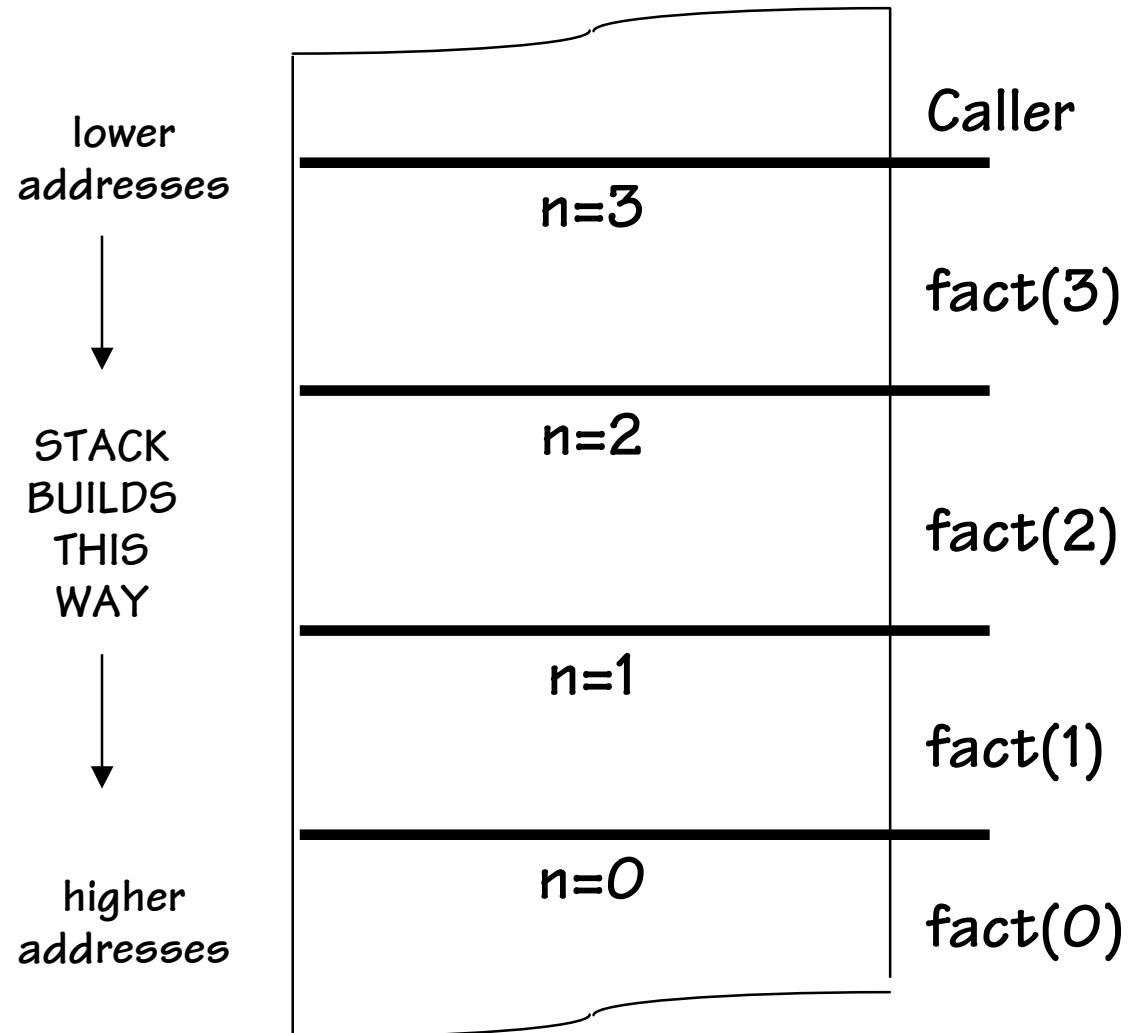 Caller
lower
addresses
n=3
fact(3)
n=2
STACK
BUILDS
THIS
WAY
fact(2)
n=1
fact(1)
n=0
higher
addresses
fact(0)